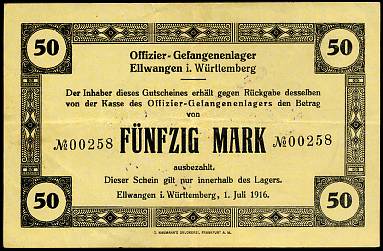 50 50
Offizier-Gefangenenlager
Ellwangen i. Württemberg
Der Inhaber dieses Gutscheines erhält gegen Rückgabe desselben
von der Kasse des Offizier-Gefangenenlagers den Betrag
von
№00258 FÜNFZIG MARK №00258
ausbezahlt.
Dieser Schein gilt nur innerhalb des Lagers.
Ellwangen i. Württemberg, 1. Juli 1916.
50 50
DRUCKEREI, FRANKFURT A. M.